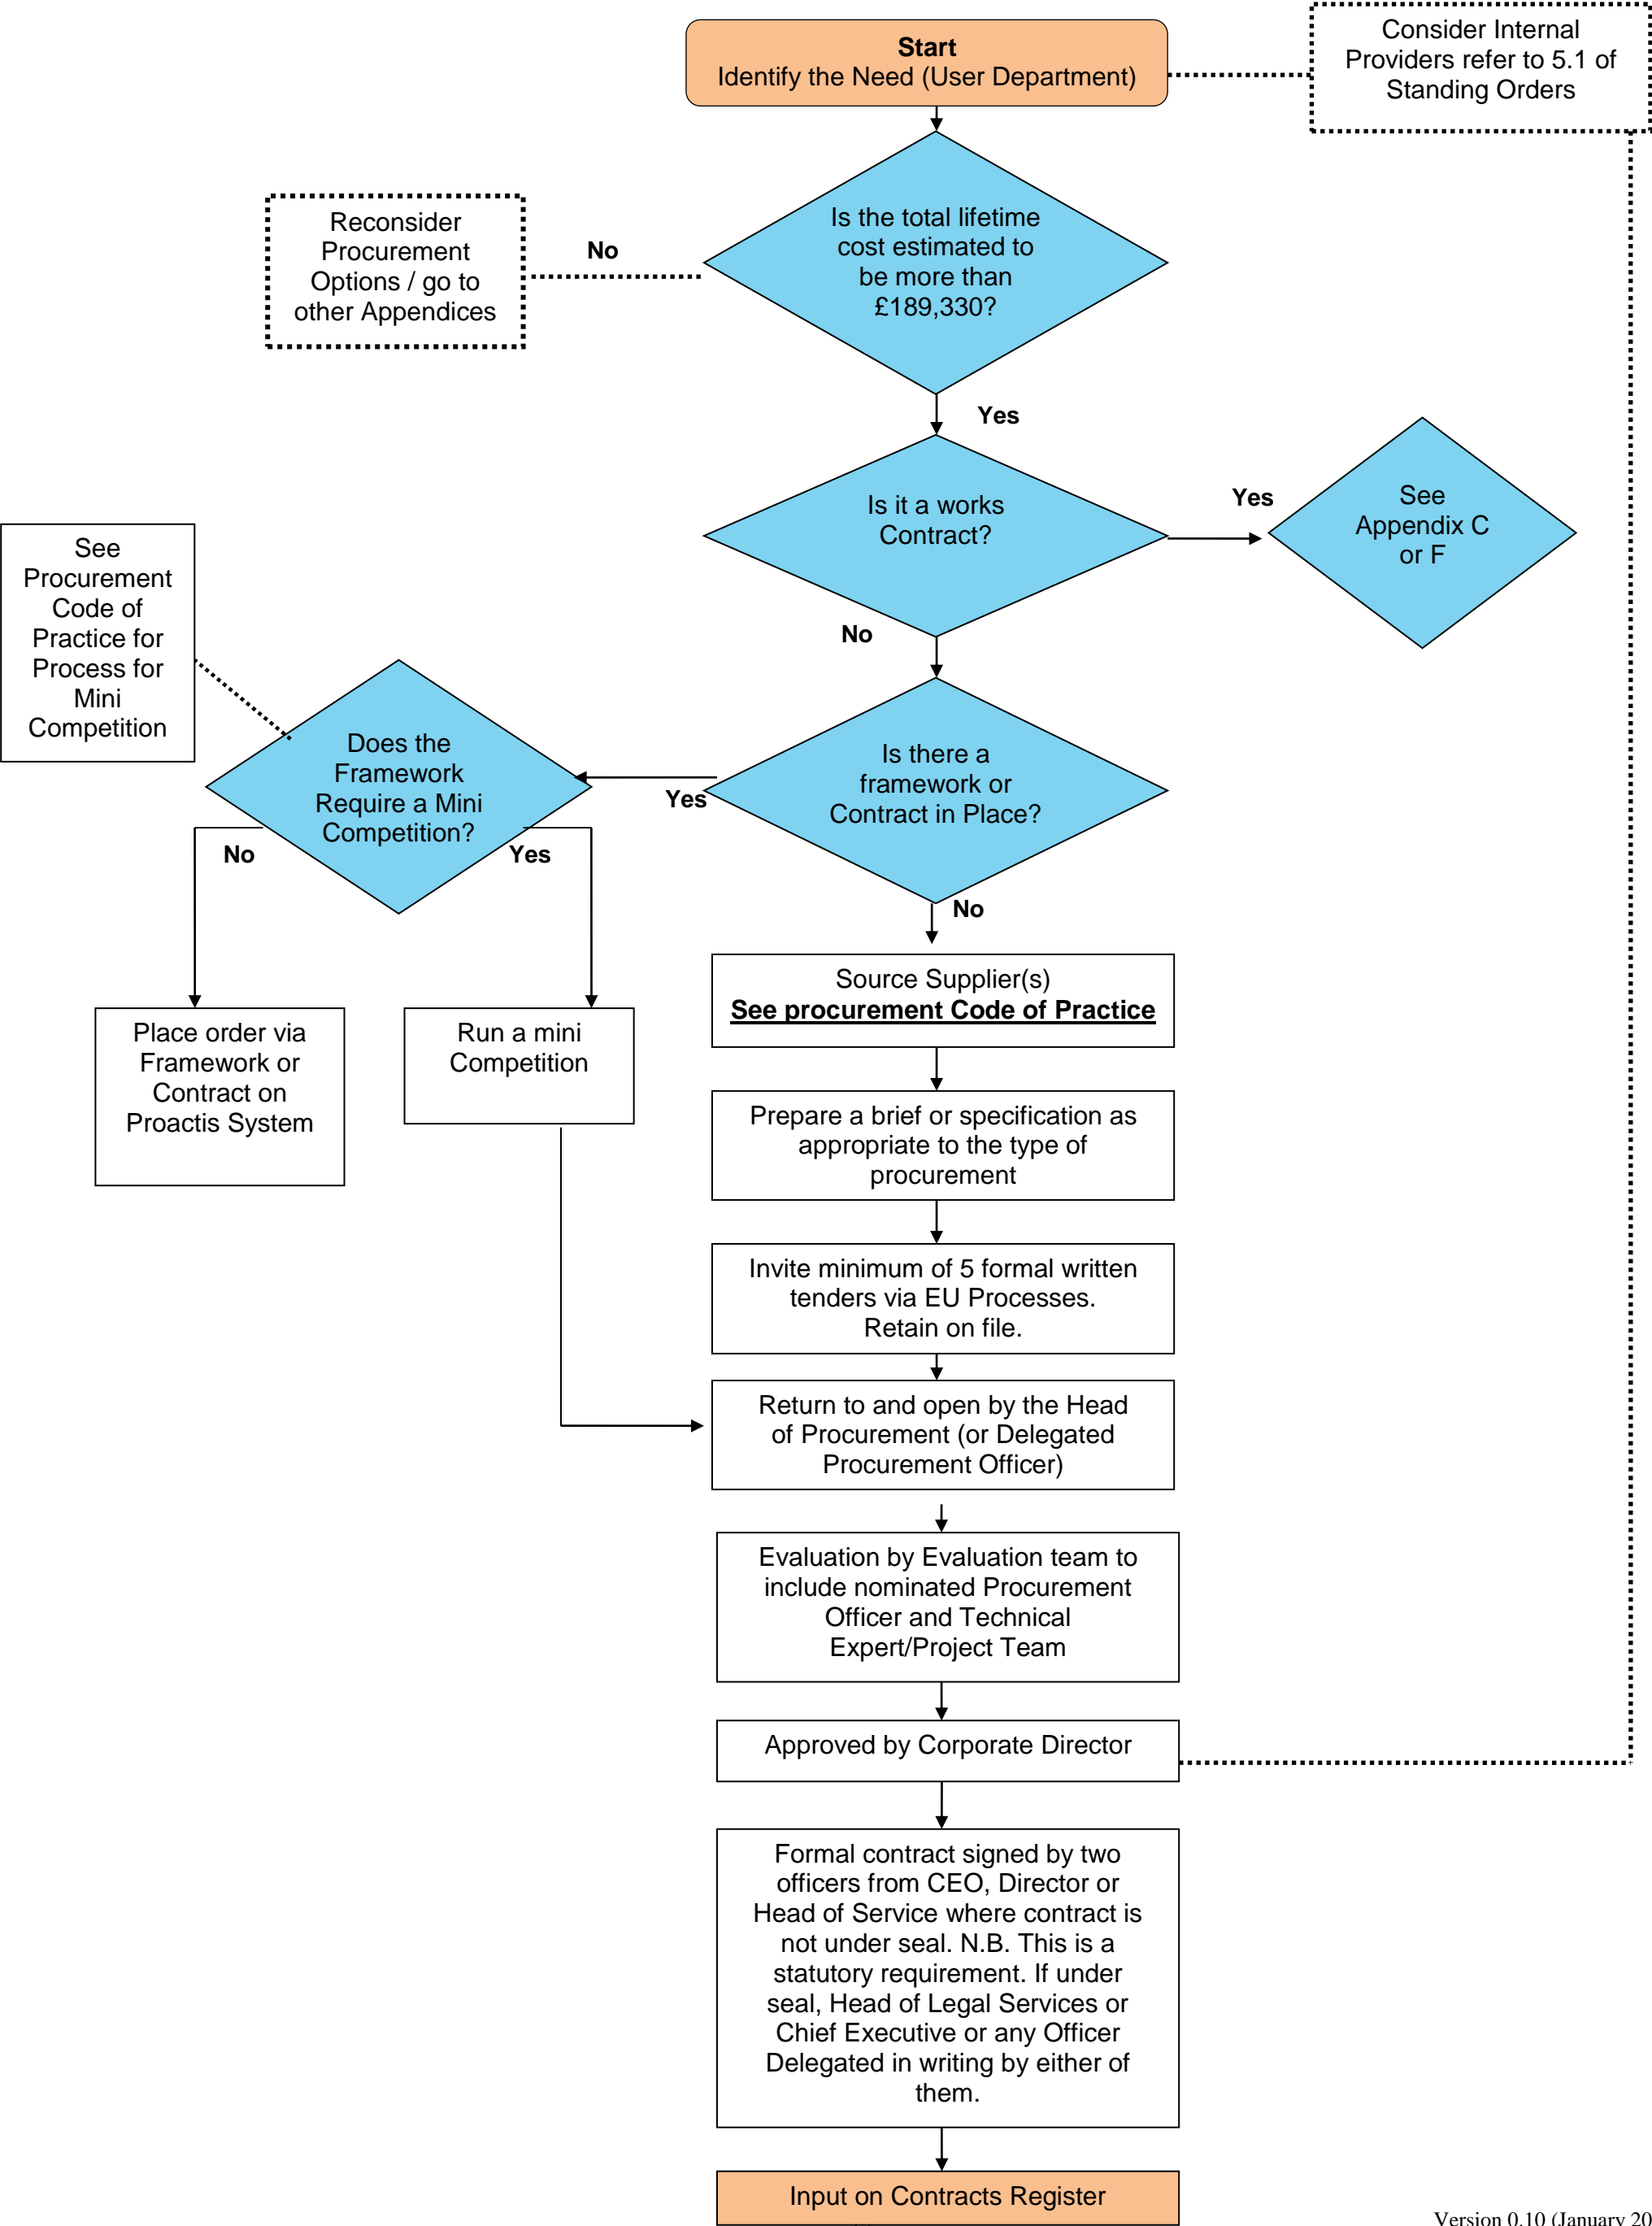 Start
Identify the Need (User Department)
Consider Internal
Providers refer to 5.1 of
Standing Orders
Is the total lifetime
cost estimated to
be more than
£189,330?
No
Reconsider
Procurement
Options / go to
other Appendices
Yes
Is it a works
Contract?
Yes
See
Appendix C
or F
No
See
Procurement
Code of
Practice for
Process for
Mini
Competition
Does the
Framework
Require a Mini
Competition?
Yes
Is there a
framework or
Contract in Place?
No
Yes
No
Place order via
Framework or
Contract on
Proactis System
Run a mini
Competition
Source Supplier(s)
See procurement Code of Practice
Prepare a brief or specification as
appropriate to the type of
procurement
Invite minimum of 5 formal written
tenders via EU Processes.
Retain on file.
Return to and open by the Head
of Procurement (or Delegated
Procurement Officer)
Evaluation by Evaluation team to
include nominated Procurement
Officer and Technical
Expert/Project Team
Approved by Corporate Director
Formal contract signed by two
officers from CEO, Director or
Head of Service where contract is
not under seal. N.B. This is a
statutory requirement. If under
seal, Head of Legal Services or
Chief Executive or any Officer
Delegated in writing by either of
them.
Input on Contracts Register
Version 0.10 (January 20